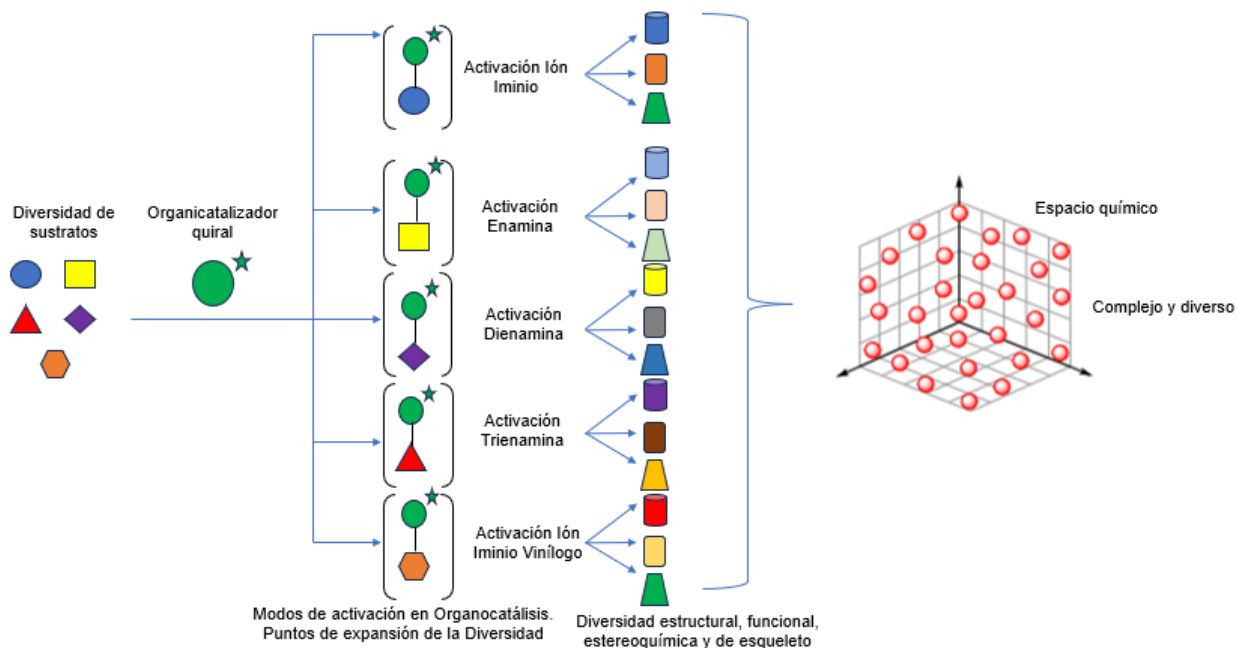 Diversidad de
sustratos
Organicatalizador
quiral
Activación Ión
Iminio
Activación
Enamina
Activación
Dienamina
Activación
Trienamina
Activación Ión
Iminio Vinílogo
Modos de activación en Organocatálisis.
Puntos de expansión de la Diversidad
Diversidad estructural, funcional,
estereoquímica y de esqueleto
Espacio químico
Complejo y diverso